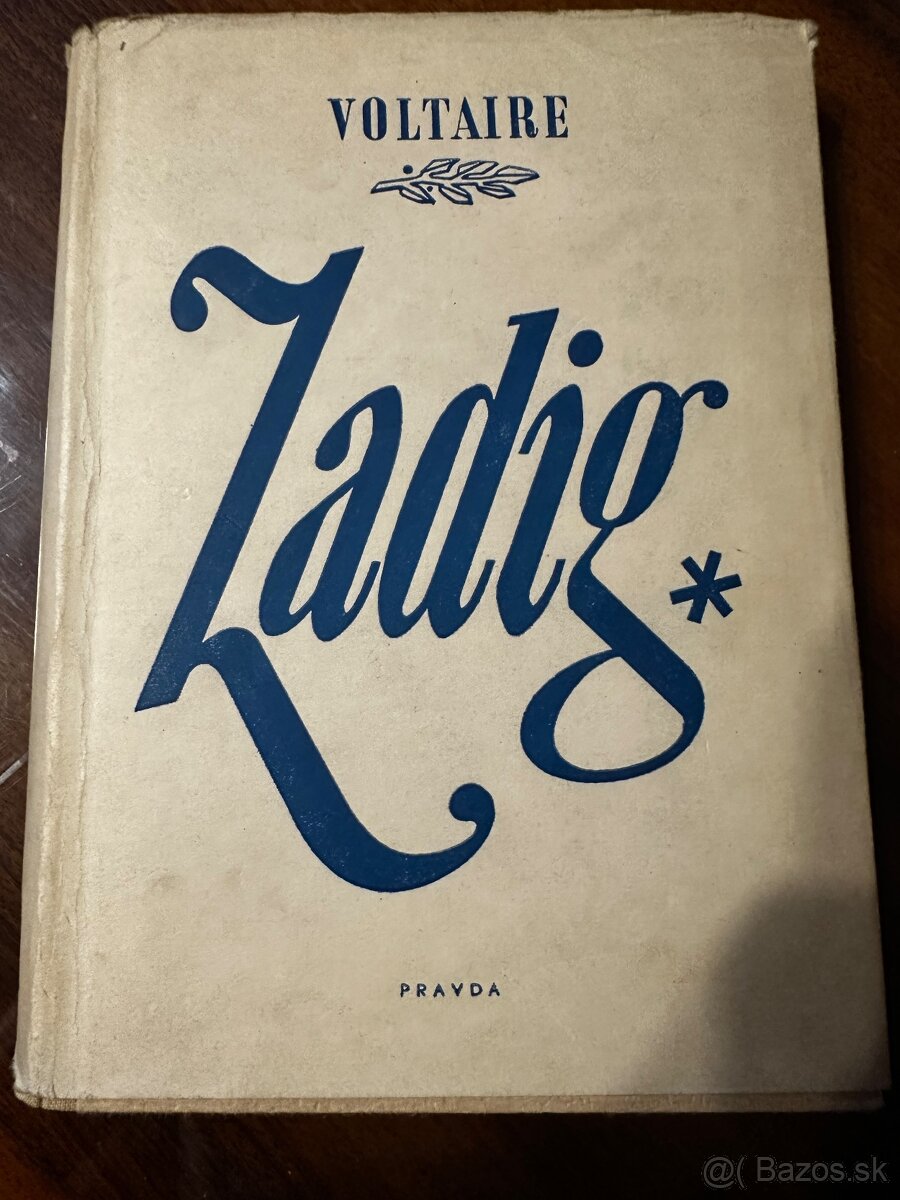 VOLTAIRE
Zadig*
PRAVDA
@( Bazos.sk